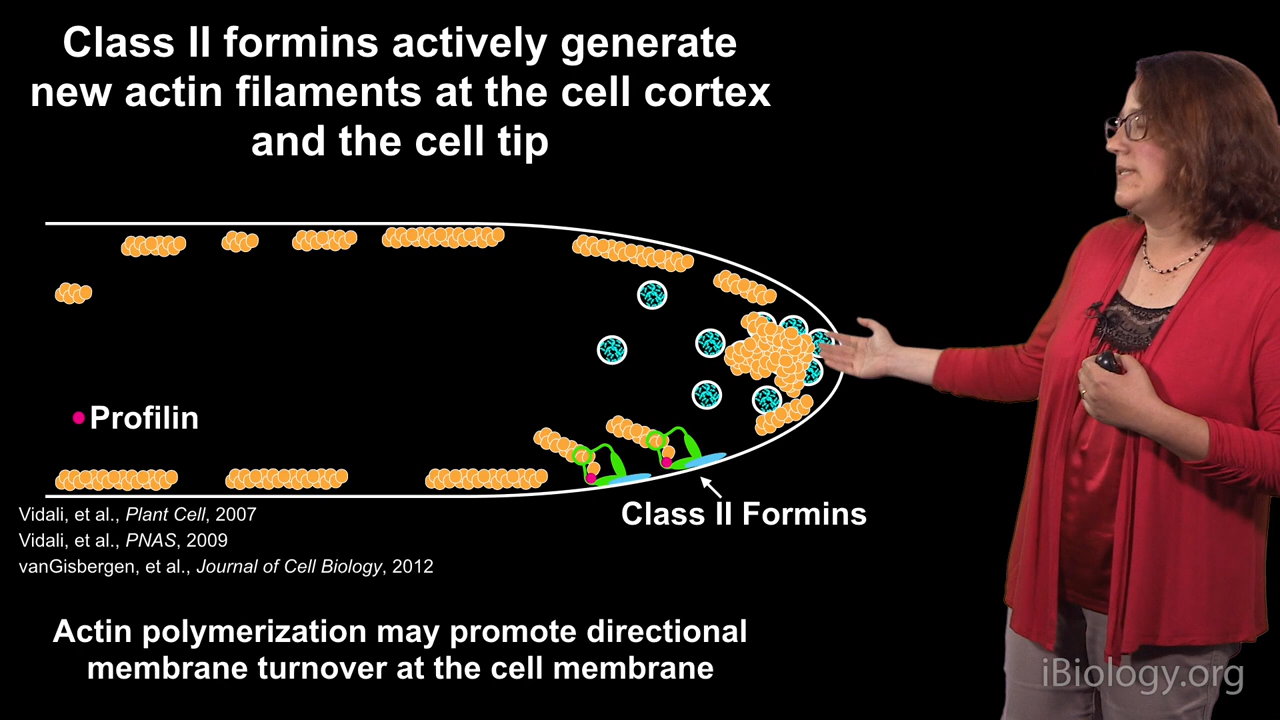 Class II formins actively generate
new actin filaments at the cell cortex
and the cell tip
Profilin
Class II Formins
Vidali, et al., Plant Cell, 2007
Vidali, et al., PNAS, 2009
vanGisbergen, et al., Journal of Cell Biology, 2012
Actin polymerization may promote directional
membrane turnover at the cell membrane
iBiology.org